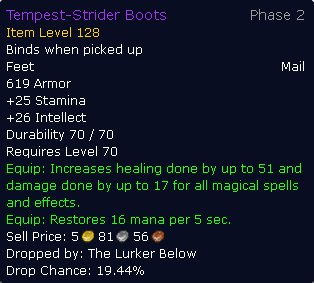 Tempest-Strider Boots Phase 2
Item Level 128
Binds when picked up
Feet Mail
619 Armor
+25 Stamina
+26 Intellect
Durability 70 / 70
Requires Level 70
Equip: Increases healing done by up to 51 and
damage done by up to 17 for all magical spells
and effects.
Equip: Restores 16 mana per 5 sec.
Sell Price: 5 81 56
Dropped by: The Lurker Below
Drop Chance: 19.44%